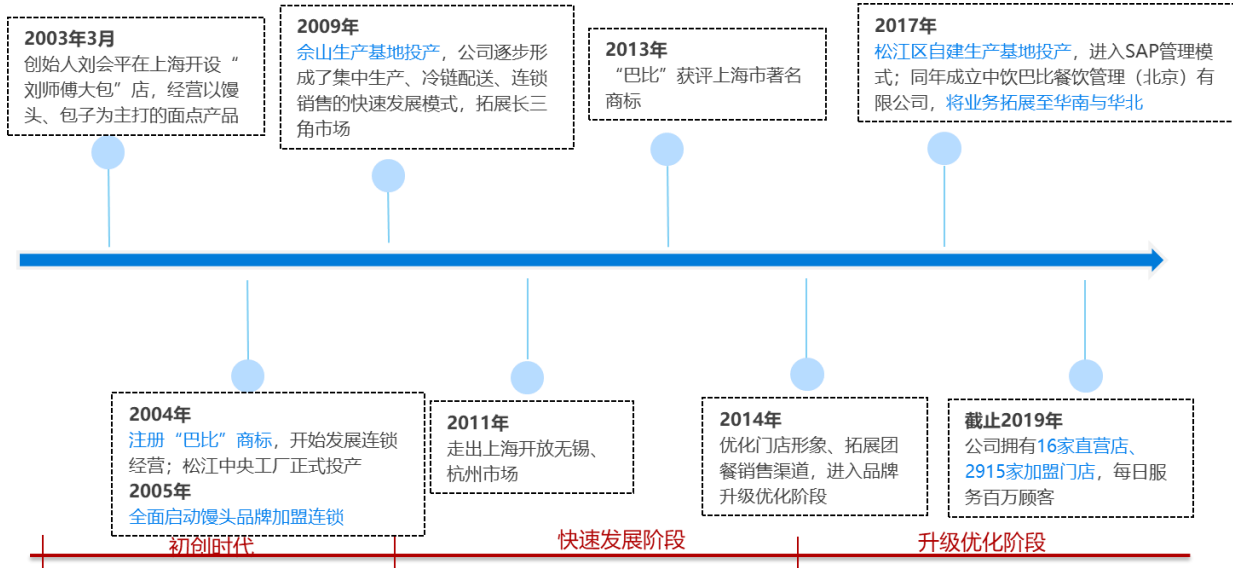 2003年3月
创始人刘会平在上海开设“
刘师傅大包”店，经营以馒
头、包子为主打的面点产品
2009年
佘山生产基地投产，公司逐步形
成了集中生产、冷链配送、连锁
销售的快速发展模式，拓展长三
角市场
2013年
“巴比”获评上海市著名
商标
2017年
松江区自建生产基地投产，进入SAP管理模
式；同年成立中饮巴比餐饮管理（北京）有
限公司，将业务拓展至华南与华北
2004年
注册“巴比”商标，开始发展连锁
经营；松江中央工厂正式投产
2005年
全面启动馒头品牌加盟连锁
2011年
走出上海开放无锡、
杭州市场
2014年
优化门店形象、拓展团
餐销售渠道，进入品牌
升级优化阶段
截止2019年
公司拥有16家直营店、
2915家加盟门店，每日服
务百万顾客
初创时代
快速发展阶段
升级优化阶段